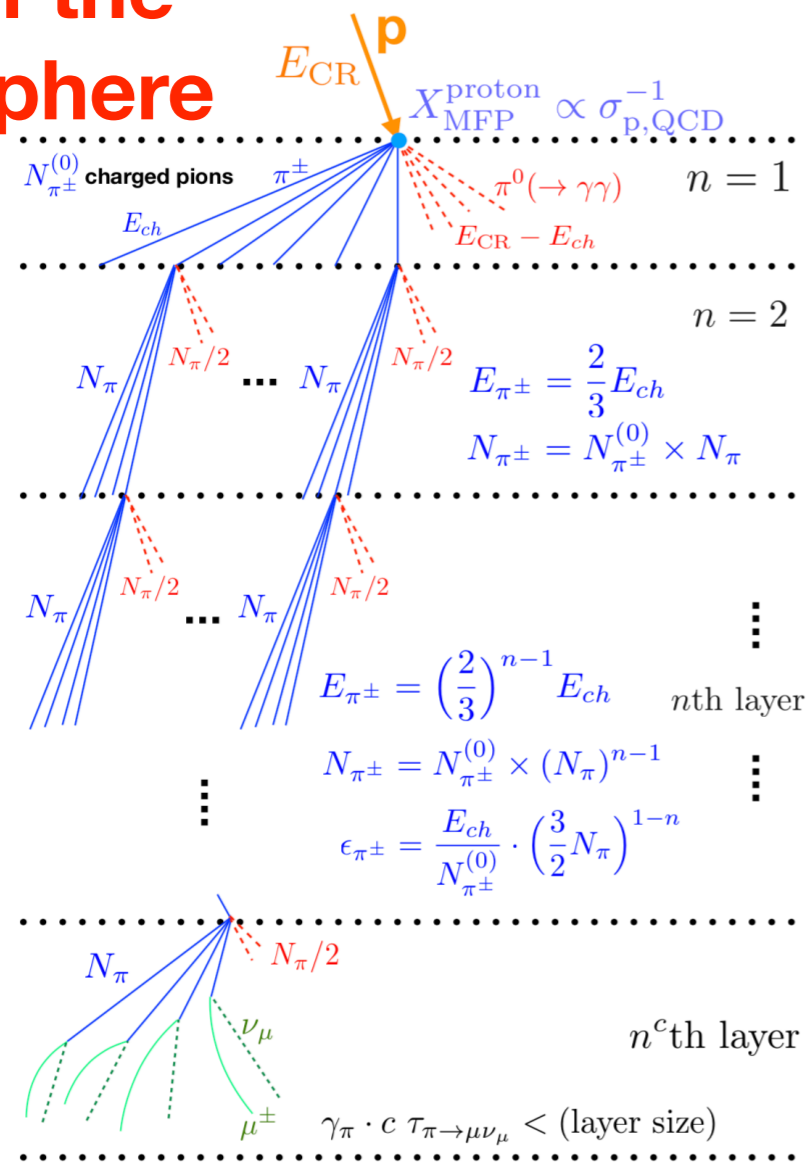 the
phere
p
E_CR
X_MFP^proton ∝ σ_p,QCD^-1
N_π±^(0) charged pions
π±
π^0(→ γγ)
n = 1
E_ch
E_CR − E_ch
n = 2
N_π/2
N_π/2
N_π
...
N_π
E_π± = 2/3 E_ch
N_π± = N_π±^(0) × N_π
N_π/2
N_π/2
N_π
...
N_π
E_π± = (2/3)^n−1 E_ch
nth layer
N_π± = N_π±^(0) × (N_π)^n−1
ϵ_π± = E_ch/N_π±^(0) · (3/2 N_π)^1−n
N_π
N_π/2
ν_μ
n^cth layer
μ±
γ_π · c τ_π→μν_μ < (layer size)